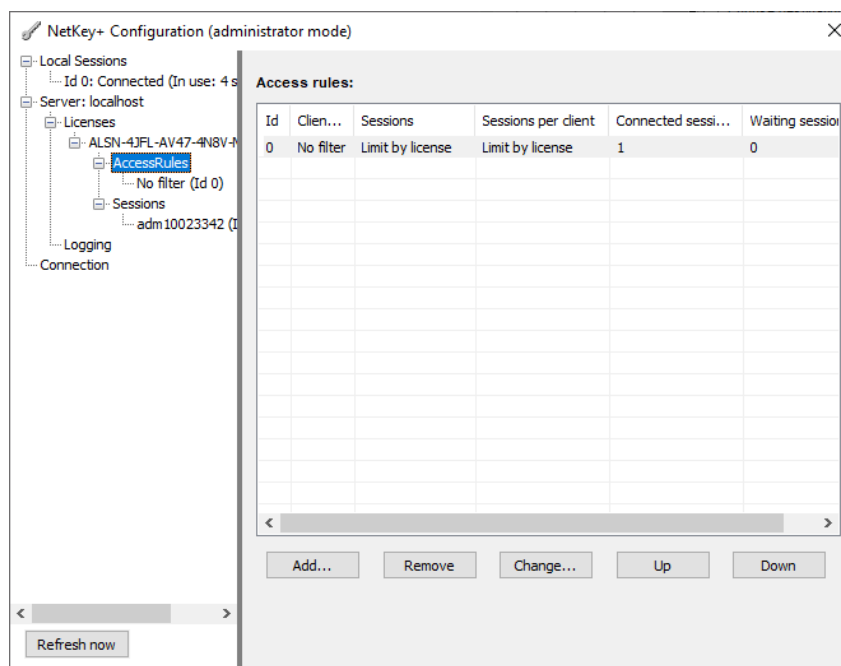 NetKey+ Configuration (administrator mode)
Local Sessions
Id 0: Connected (In use: 4 s
Server: localhost
Licenses
ALSN-4JFL-AV47-4N8V-
AccessRules
No filter (Id 0)
Sessions
adm10023342 (I
Logging
Connection
Refresh now
Access rules:
Id Clien... Sessions Sessions per client Connected sessi... Waiting session
0 No filter Limit by license Limit by license 1 0
Add... Remove Change... Up Down